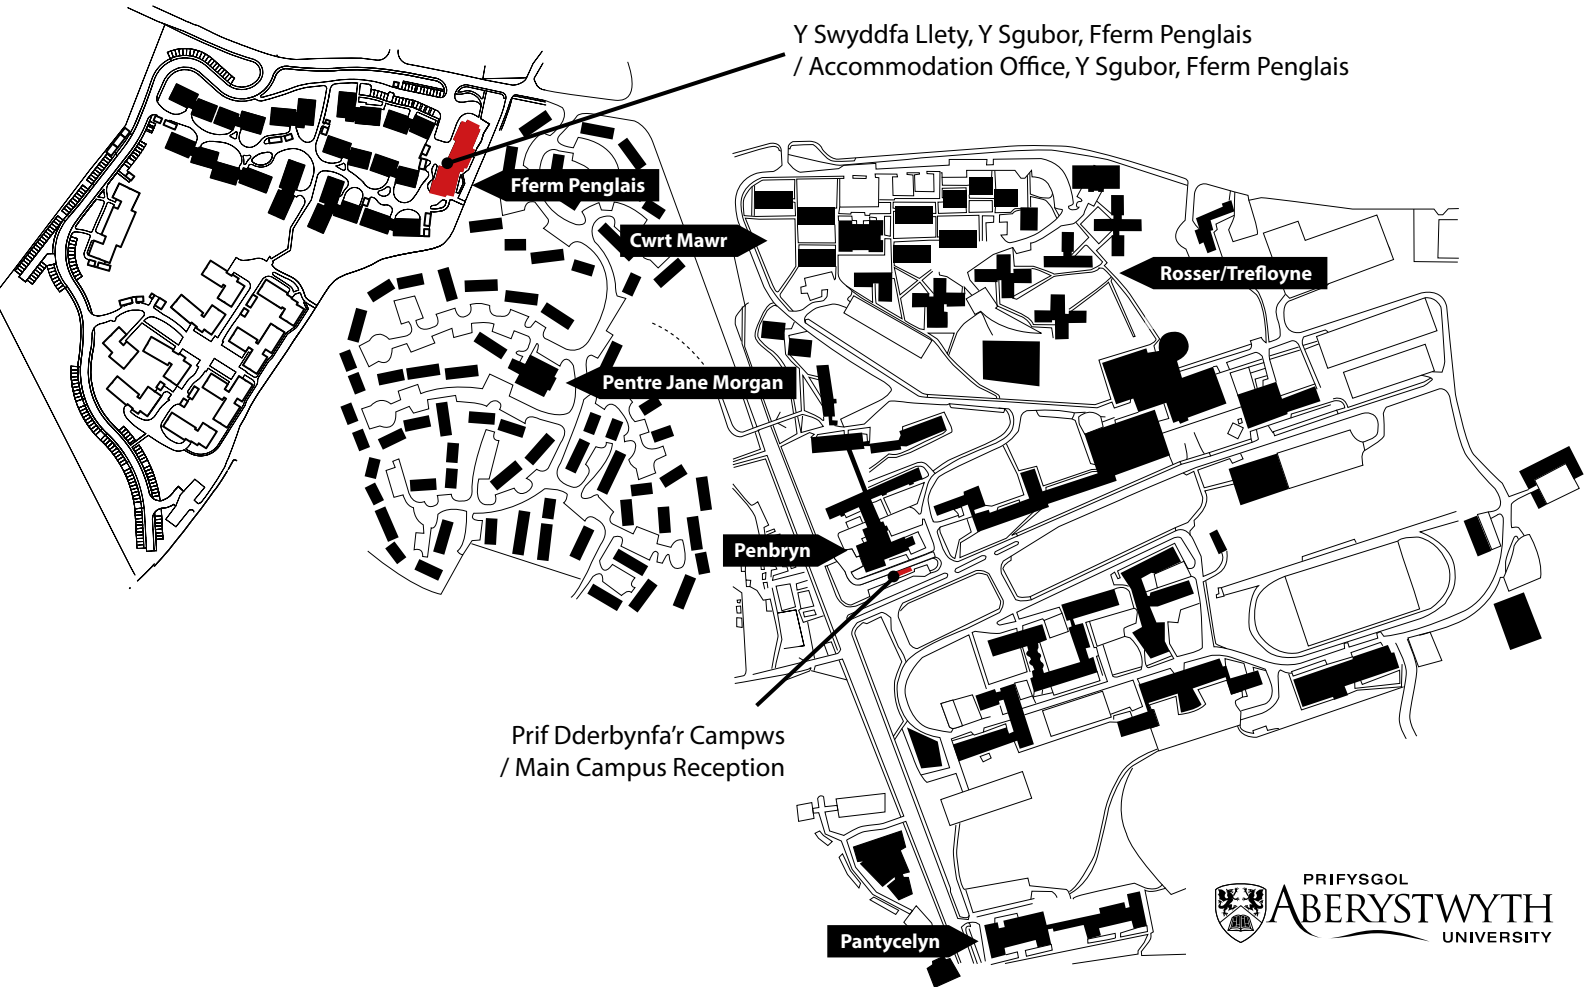 Y Swyddfa Llety, Y Sgubor, Fferm Penglais
/ Accommodation Office, Y Sgubor, Fferm Penglais
Fferm Penglais
Cwrt Mawr
Rosser/Trefloyne
Pentre Jane Morgan
Penbryn
Prif Dderbynfa'r Campws
/ Main Campus Reception
Pantycelyn
PRIFYSGOL
ABERYSTWYTH
UNIVERSITY